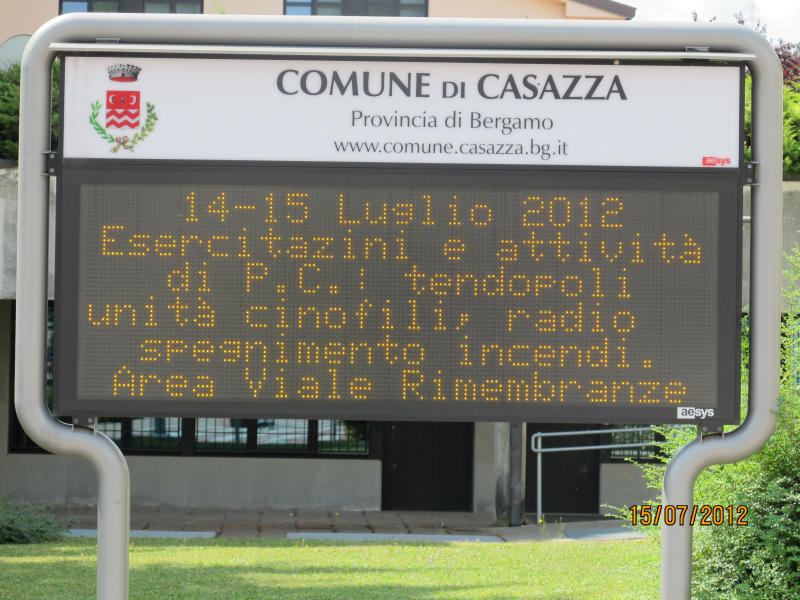 COMUNE DI CASAZZA
Provincia di Bergamo
www.comune.casazza.bg.it
aesys
14-15 Luglio 2012
Esercitazini e attività
di P.C.: tendopoli
unità cinofili, radio
spegnimento incendi.
Area Viale Rimembranze
aesys
15/07/2012